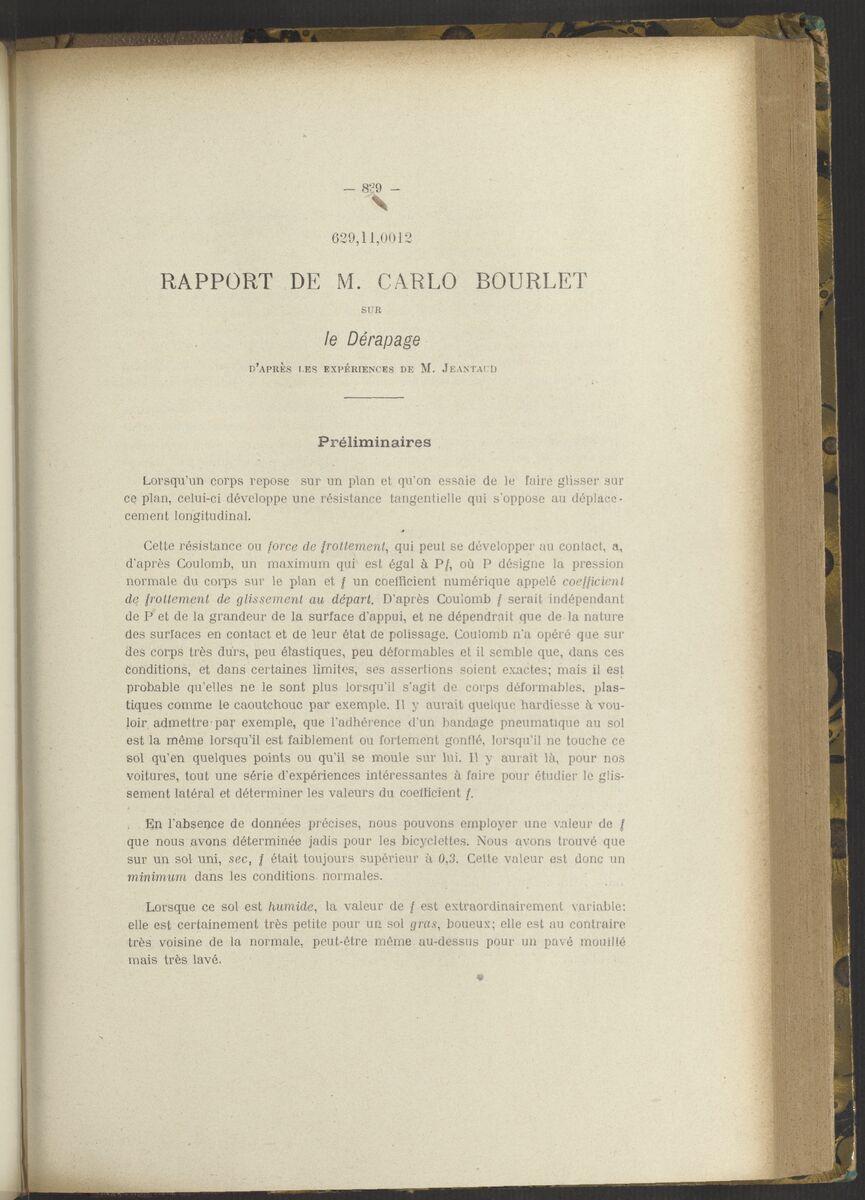 — 829 —
629,11,0012
RAPPORT DE M. CARLO BOURLET
SUR
le Dérapage
D'APRÈS LES EXPÉRIENCES DE M. JEANTAUD
Préliminaires
Lorsqu'un corps repose sur un plan et qu'on essaie de le faire glisser sur
ce plan, celui-ci développe une résistance tangentielle qui s'oppose au déplace-
cement longitudinal.
Cette résistance ou force de frottement, qui peut se développer au contact, a,
d'après Coulomb, un maximum qui est égal à Pf, où P désigne la pression
normale du corps sur le plan et f un coefficient numérique appelé coefficient
de frottement de glissement au départ. D'après Coulomb f serait indépendant
de P et de la grandeur de la surface d'appui, et ne dépendrait que de la nature
des surfaces en contact et de leur état de polissage. Coulomb n'a opéré que sur
des corps très durs, peu élastiques, peu déformables et il semble que, dans ces
conditions, et dans certaines limites, ses assertions soient exactes; mais il est
probable qu'elles ne le sont plus lorsqu'il s'agit de corps déformables, plas-
tiques comme le caoutchouc par exemple. Il y aurait quelque hardiesse à vou-
loir admettre par exemple, que l'adhérence d'un bandage pneumatique au sol
est la même lorsqu'il est faiblement ou fortement gonflé, lorsqu'il ne touche ce
sol qu'en quelques points ou qu'il se moule sur lui. Il y aurait là, pour nos
voitures, tout une série d'expériences intéressantes à faire pour étudier le glis-
sement latéral et déterminer les valeurs du coefficient f.
En l'absence de données précises, nous pouvons employer une valeur de f
que nous avons déterminée jadis pour les bicyclettes. Nous avons trouvé que
sur un sol uni, sec, f était toujours supérieur à 0,3. Cette valeur est donc un
minimum dans les conditions normales.
Lorsque ce sol est humide, la valeur de f est extraordinairement variable;
elle est certainement très petite pour un sol gras, boueux; elle est au contraire
très voisine de la normale, peut-être même au-dessus pour un pavé mouillé
mais très lavé.